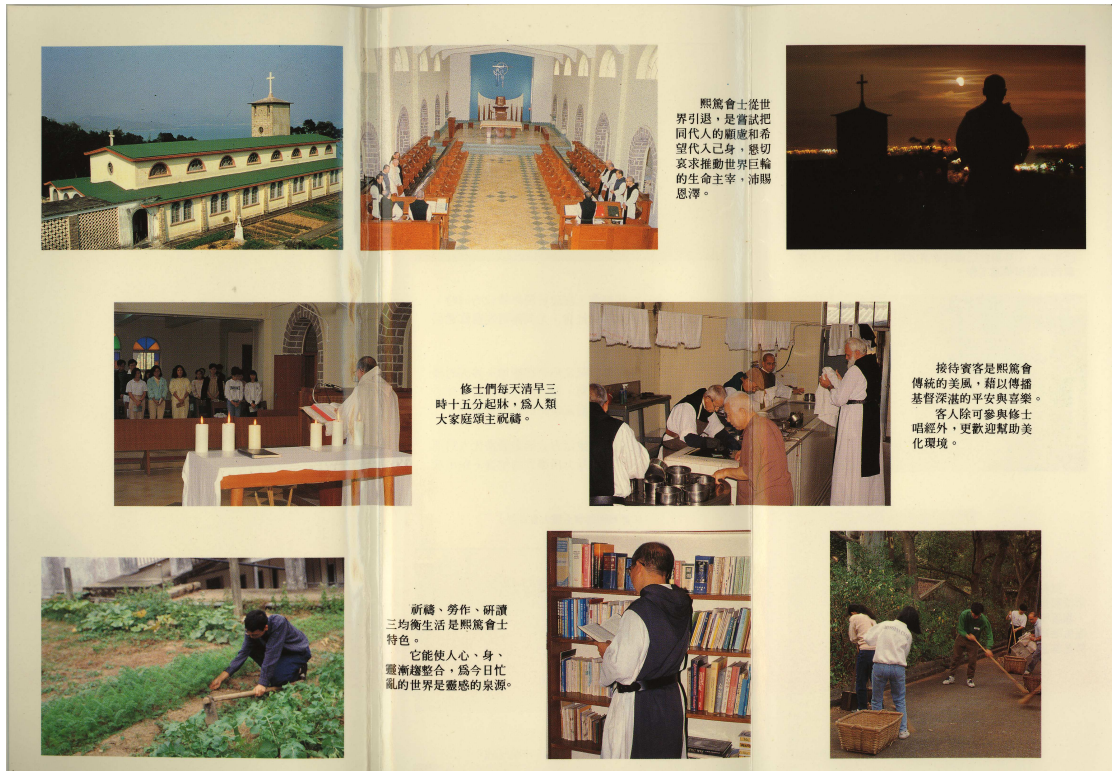 熙篤會士從世
界引退，是嘗試把
同代人的顧慮和希
望代入己身，懇切
哀求推動世界巨輪
的生命主宰，沛賜
恩澤。
修士們每天清早三
時十五分起牀，爲人類
大家庭頌主祝禱。
接待賓客是熙篤會
傳統的美風，藉以傳播
基督深湛的平安與喜樂。
客人除可參與修士
唱經外，更歡迎幫助美
化環境。
祈禱、勞作、研讀
三均衡生活是熙篤會士
特色。
它能使人心、身、
靈漸趨整合，爲今日忙
亂的世界是靈感的泉源。